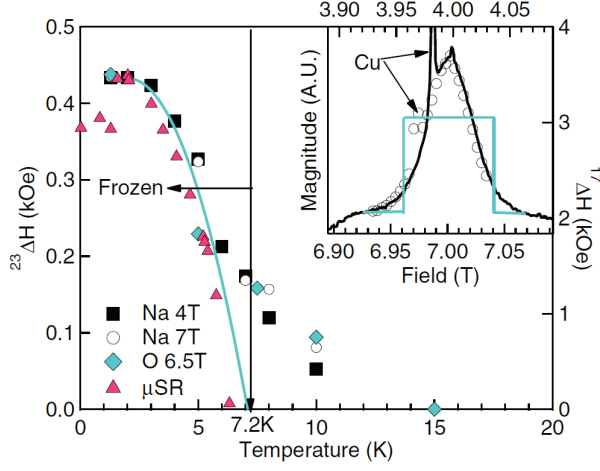 3.90 3.95 4.00 4.05
0.5
0.4
0.3
0.2
0.1
0.0
²³ΔH (kOe)
4
3
2
1
0
¹⁷ΔH (kOe)
Magnitude (A.U.)
Cu
6.90 6.95 7.00 7.05
Field (T)
Frozen
Na 4T
Na 7T
O 6.5T
μSR
7.2K
0 5 10 15 20
Temperature (K)